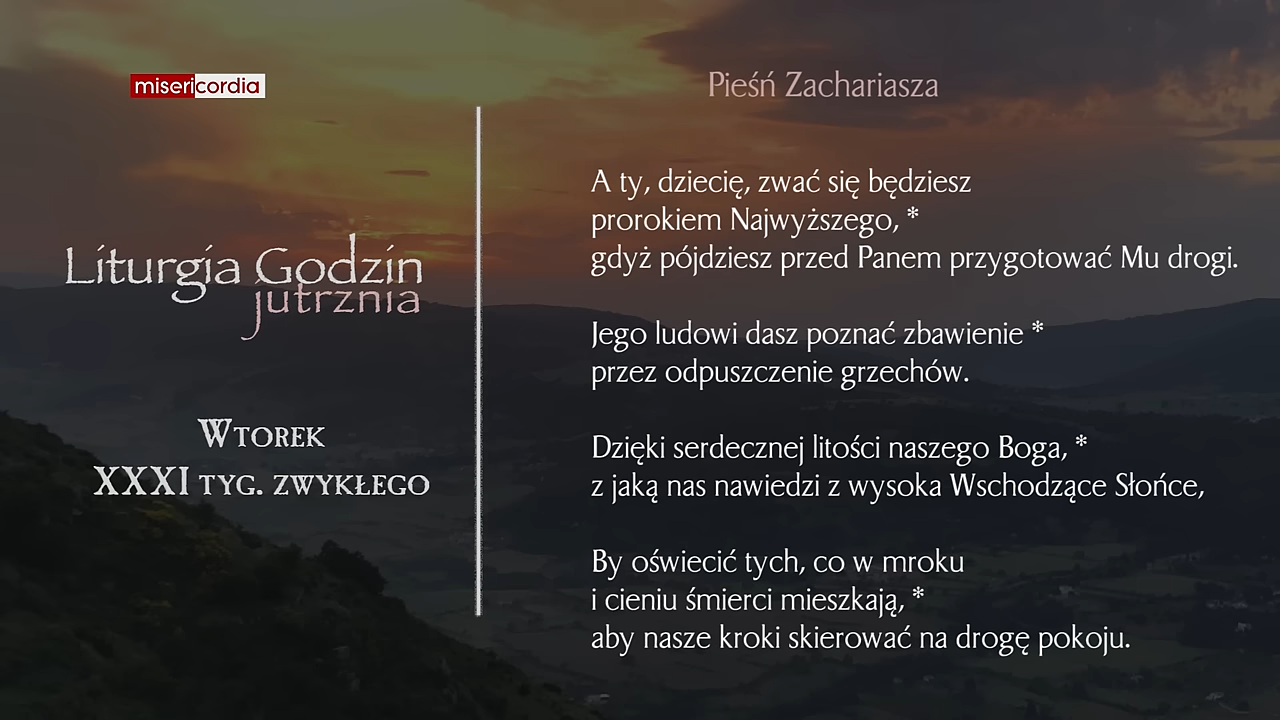 misericordia
Liturgia Godzin
jutrznia
Wtorek
XXXI tyg. zwykłego
Pieśń Zachariasza
A ty, dziecię, zwać się będziesz
prorokiem Najwyższego, *
gdyż pójdziesz przed Panem przygotować Mu drogi.
Jego ludowi dasz poznać zbawienie *
przez odpuszczenie grzechów.
Dzięki serdecznej litości naszego Boga, *
z jaką nas nawiedzi z wysoka Wschodzące Słońce,
By oświecić tych, co w mroku
i cieniu śmierci mieszkają, *
aby nasze kroki skierować na drogę pokoju.